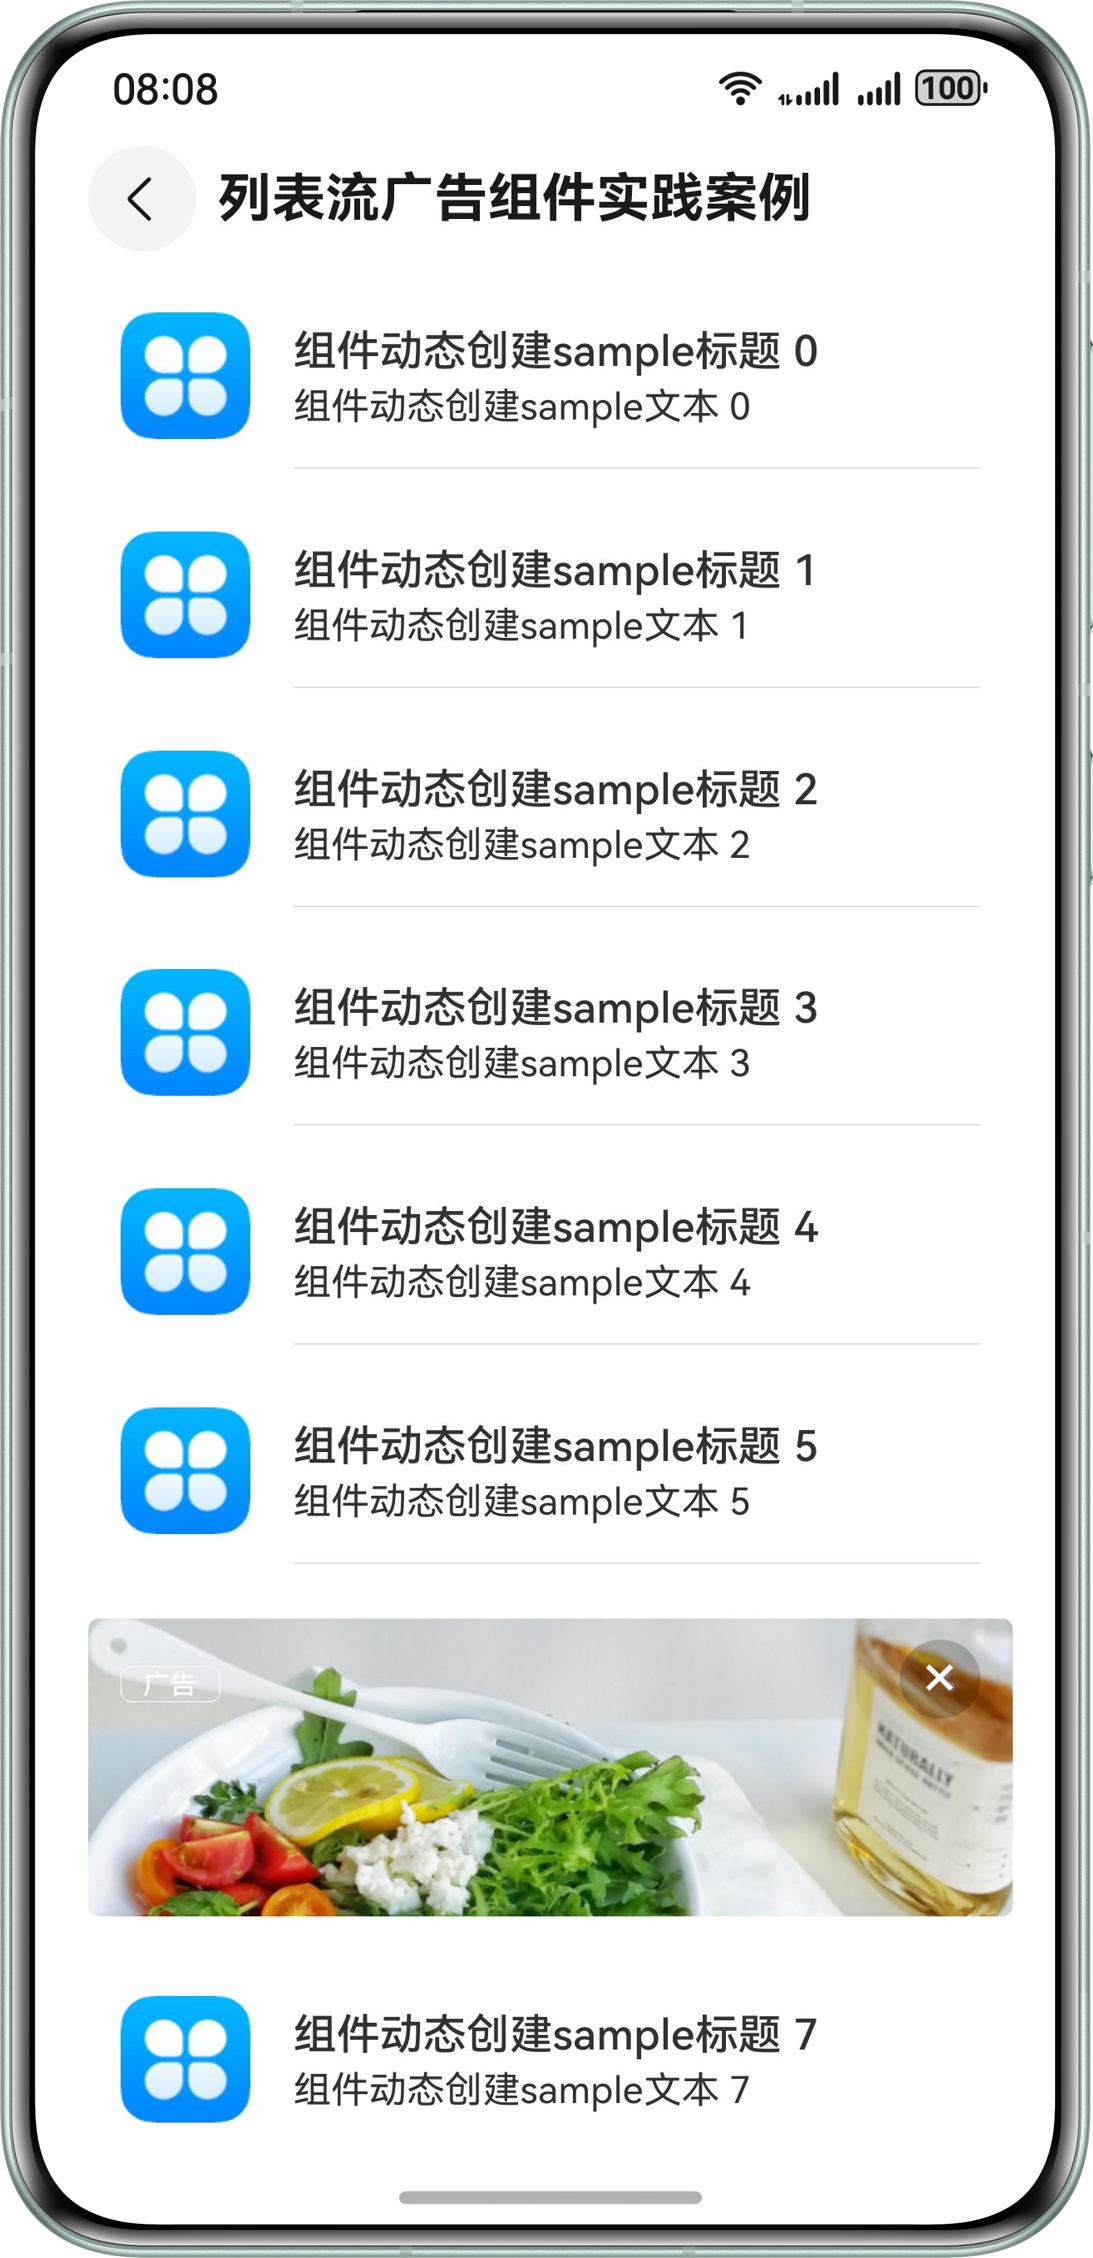 08:08
100
列表流广告组件实践案例
组件动态创建sample标题 0
组件动态创建sample文本 0
组件动态创建sample标题 1
组件动态创建sample文本 1
组件动态创建sample标题 2
组件动态创建sample文本 2
组件动态创建sample标题 3
组件动态创建sample文本 3
组件动态创建sample标题 4
组件动态创建sample文本 4
组件动态创建sample标题 5
组件动态创建sample文本 5
广告
NATURALLY
组件动态创建sample标题 7
组件动态创建sample文本 7